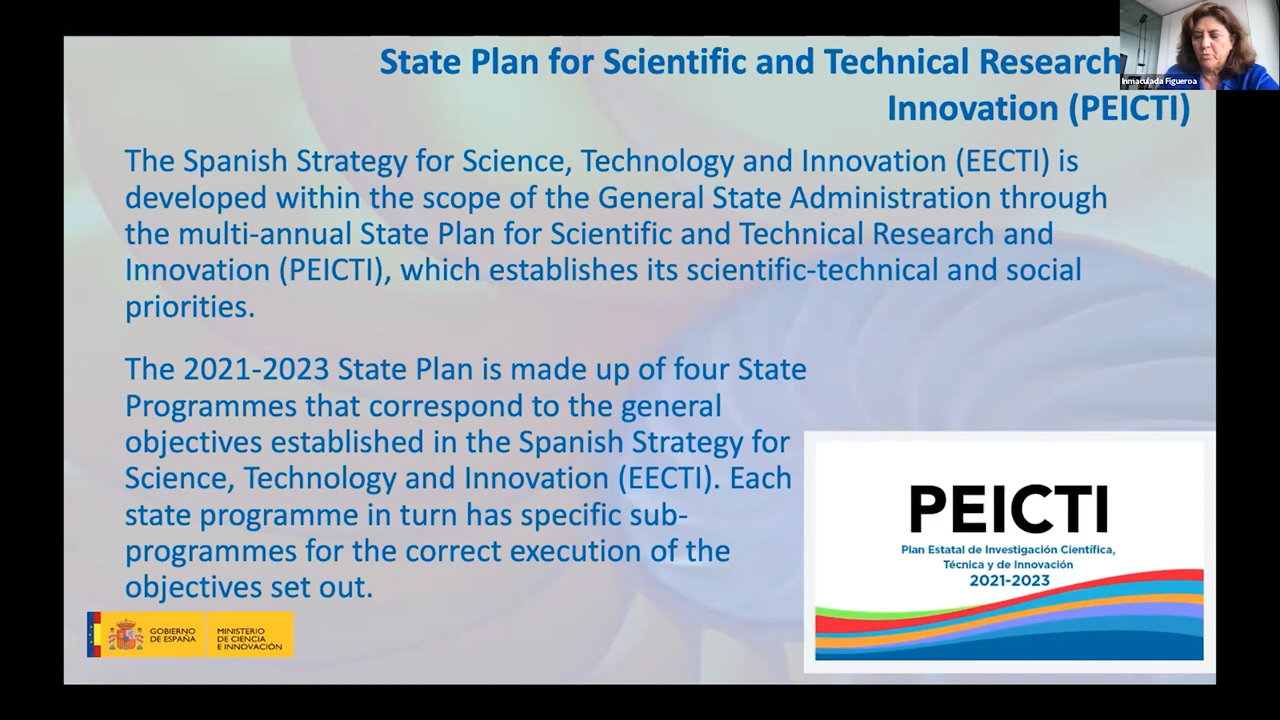 State Plan for Scientific and Technical Research
Inmaculada Figueroa
Innovation (PEICTI)
The Spanish Strategy for Science, Technology and Innovation (EECTI) is
developed within the scope of the General State Administration through
the multi-annual State Plan for Scientific and Technical Research and
Innovation (PEICTI), which establishes its scientific-technical and social
priorities.
The 2021-2023 State Plan is made up of four State
Programmes that correspond to the general
objectives established in the Spanish Strategy for
Science, Technology and Innovation (EECTI). Each
state programme in turn has specific sub-
programmes for the correct execution of the
objectives set out.
PEICTI
Plan Estatal de Investigación Científica,
Técnica y de Innovación
2021-2023
GOBIERNO
DE ESPAÑA
MINISTERIO
DE CIENCIA
E INNOVACIÓN